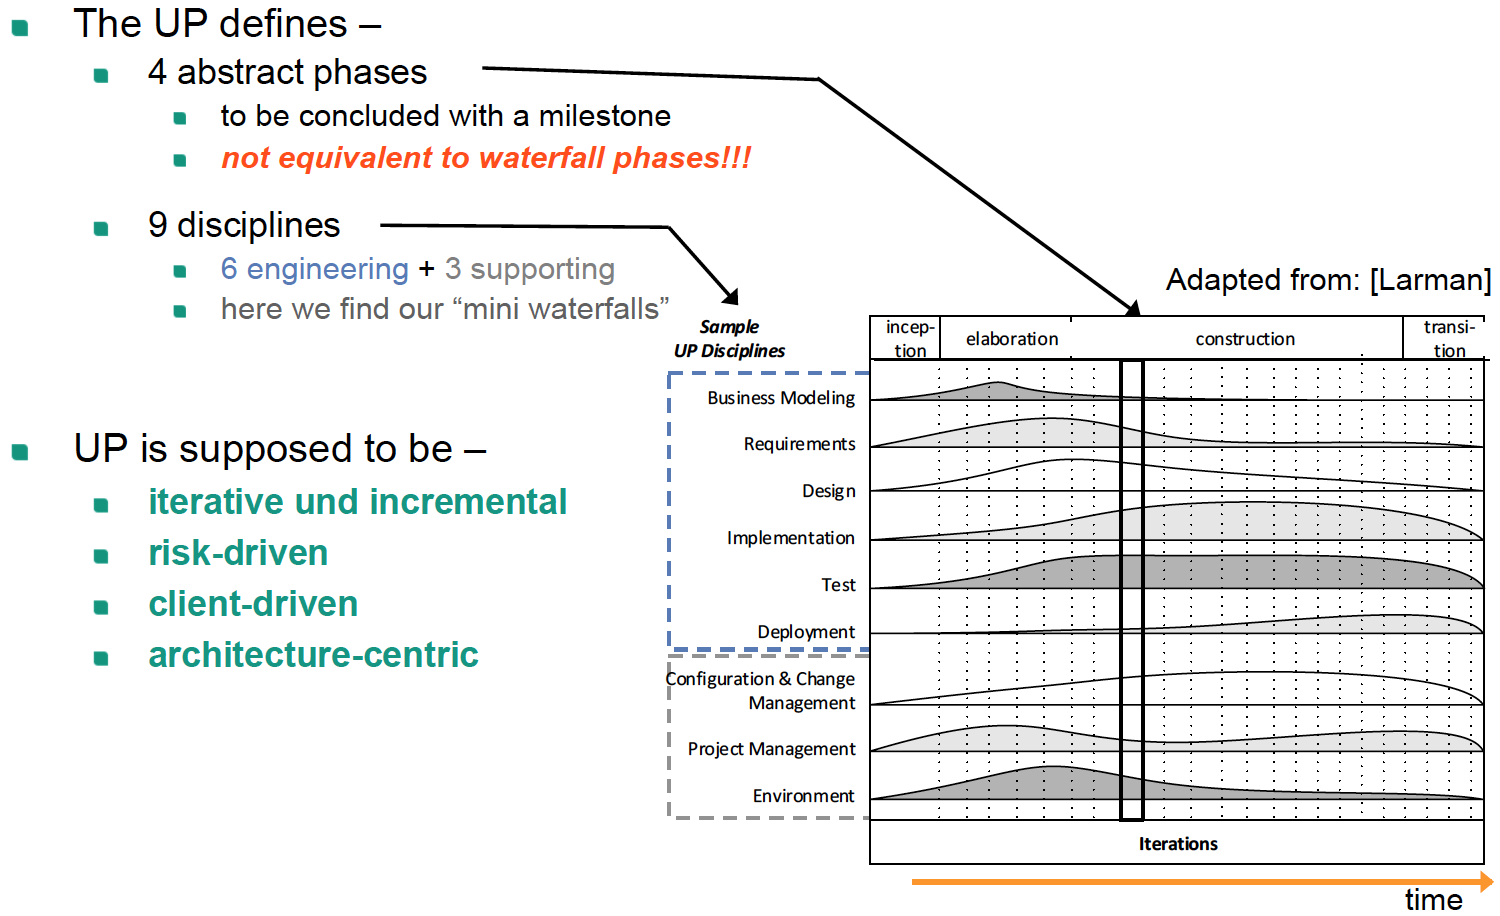 The UP defines –
4 abstract phases
to be concluded with a milestone
not equivalent to waterfall phases!!!
9 disciplines
6 engineering + 3 supporting
here we find our “mini waterfalls”
UP is supposed to be –
iterative und incremental
risk-driven
client-driven
architecture-centric
Adapted from: [Larman]
Sample
UP Disciplines
incep-
tion
elaboration
construction
transi-
tion
Business Modeling
Requirements
Design
Implementation
Test
Deployment
Configuration & Change
Management
Project Management
Environment
Iterations
time